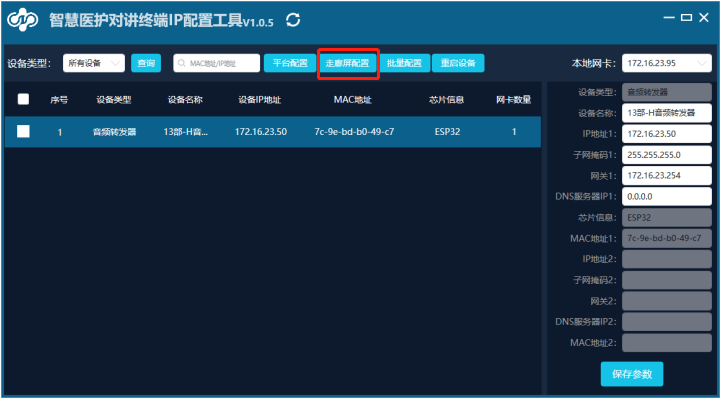 智慧医护对讲终端IP配置工具V1.0.5
设备类型: 所有设备 查询 MAC地址/IP地址 平台配置 走廊屏配置 批量配置 重启设备 本地网卡: 172.16.23.95
序号 设备类型 设备名称 设备IP地址 MAC地址 芯片信息 网卡数量
1 音频转发器 13部-H音... 172.16.23.50 7c-9e-bd-b0-49-c7 ESP32 1
设备类型: 音频转发器
设备名称: 13部-H音频转发器
IP地址1: 172.16.23.50
子网掩码1: 255.255.255.0
网关1: 172.16.23.254
DNS服务器IP1: 0.0.0.0
芯片信息: ESP32
MAC地址1: 7c-9e-bd-b0-49-c7
IP地址2:
子网掩码2:
网关2:
DNS服务器IP2:
MAC地址2:
保存参数